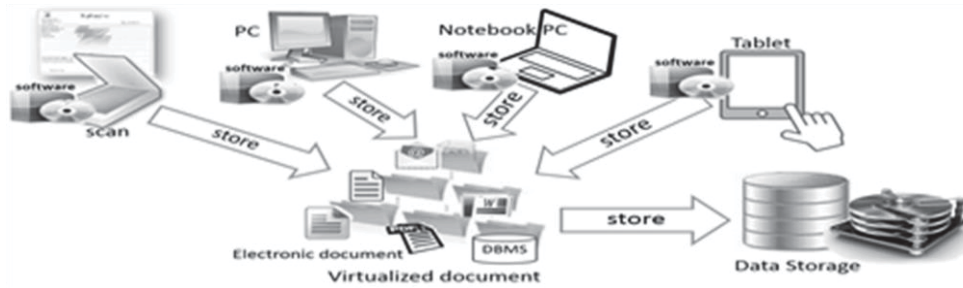 PC
Notebook PC
Tablet
software
software
software
software
scan
store
store
store
store
store
W
DBMS
Electronic document
Virtualized document
Data Storage